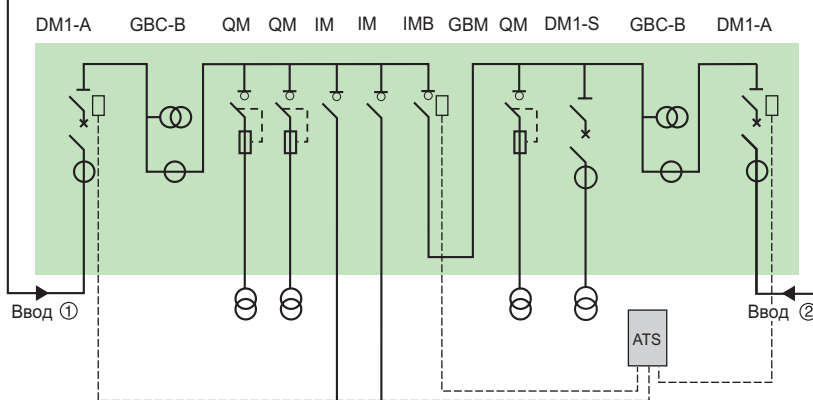 DM1-A GBC-B QM QM IM IM IMB GBM QM DM1-S GBC-B DM1-A
Ввод ① Ввод ②
ATS